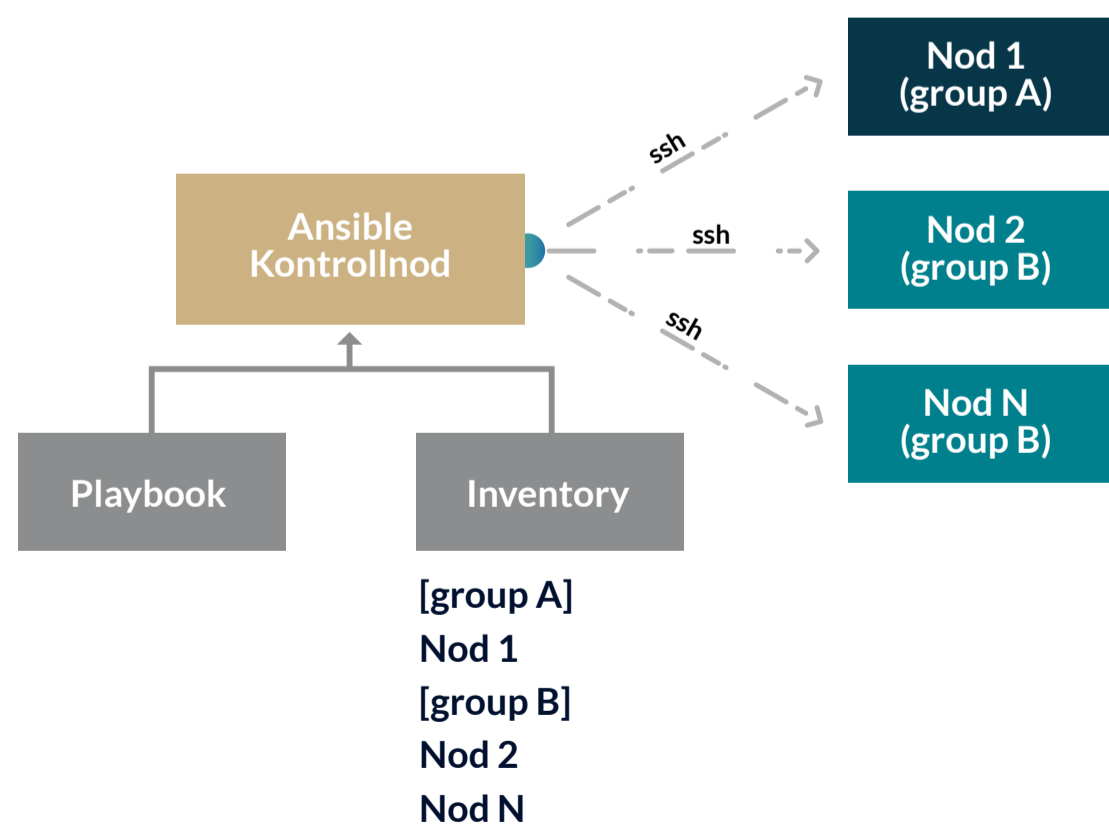 Nod 1
(group A)
ssh
Ansible
Kontrollnod
ssh
Nod 2
(group B)
ssh
Nod N
(group B)
Playbook
Inventory
[group A]
Nod 1
[group B]
Nod 2
Nod N